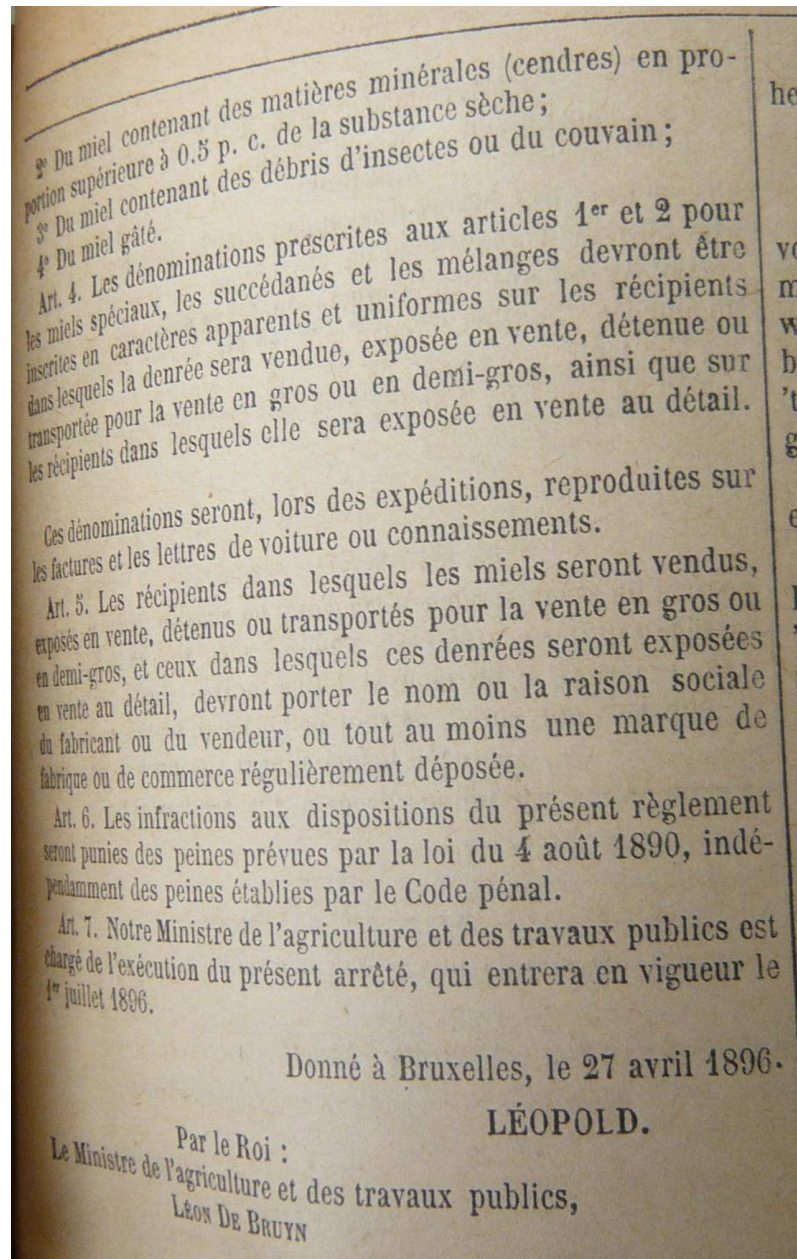 2° Du miel contenant des matières minérales (cendres) en pro-
portion supérieure à 0.5 p. c. de la substance sèche;
3° Du miel contenant des débris d'insectes ou du couvain;
4° Du miel gâté.
Art. 4. Les dénominations prescrites aux articles 1er et 2 pour
les miels spéciaux, les succédanés et les mélanges devront être
inscrites en caractères apparents et uniformes sur les récipients
dans lesquels la denrée sera vendue, exposée en vente, détenue ou
transportée pour la vente en gros ou en demi-gros, ainsi que sur
les récipients dans lesquels elle sera exposée en vente au détail.
Ces dénominations seront, lors des expéditions, reproduites sur
les factures et les lettres de voiture ou connaissements.
Art. 5. Les récipients dans lesquels les miels seront vendus,
exposés en vente, détenus ou transportés pour la vente en gros ou
en demi-gros, et ceux dans lesquels ces denrées seront exposées
en vente au détail, devront porter le nom ou la raison sociale
du fabricant ou du vendeur, ou tout au moins une marque de
fabrique ou de commerce régulièrement déposée.
Art. 6. Les infractions aux dispositions du présent règlement
seront punies des peines prévues par la loi du 4 août 1890, indé-
pendamment des peines établies par le Code pénal.
Art. 7. Notre Ministre de l'agriculture et des travaux publics est
chargé de l'exécution du présent arrêté, qui entrera en vigueur le
1er juillet 1896.
Donné à Bruxelles, le 27 avril 1896.
LÉOPOLD.
Par le Roi :
Le Ministre de l'agriculture et des travaux publics,
LÉON DE BRUYN